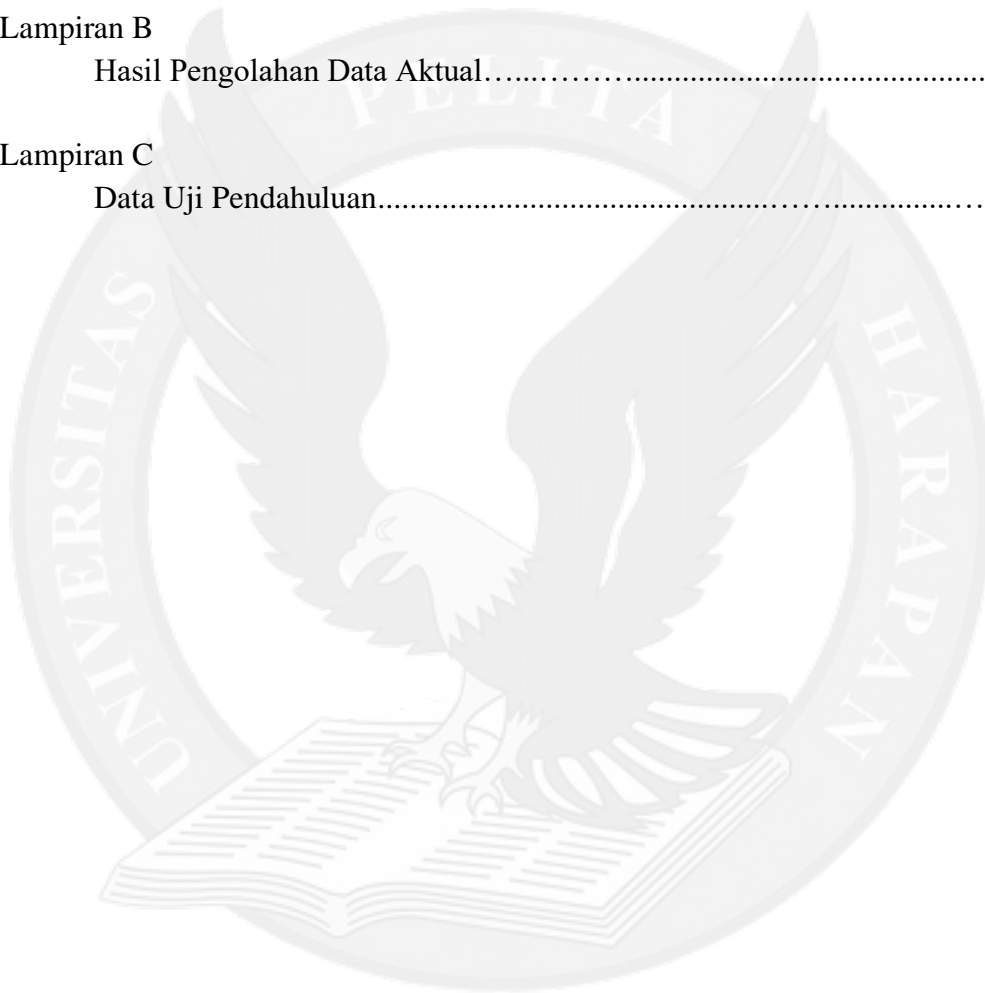 Lampiran B
Hasil Pengolahan Data Aktual…...………............................................
Lampiran C
Data Uji Pendahuluan.................................................…….............…
UNIVERSITAS PELITA HARAPAN